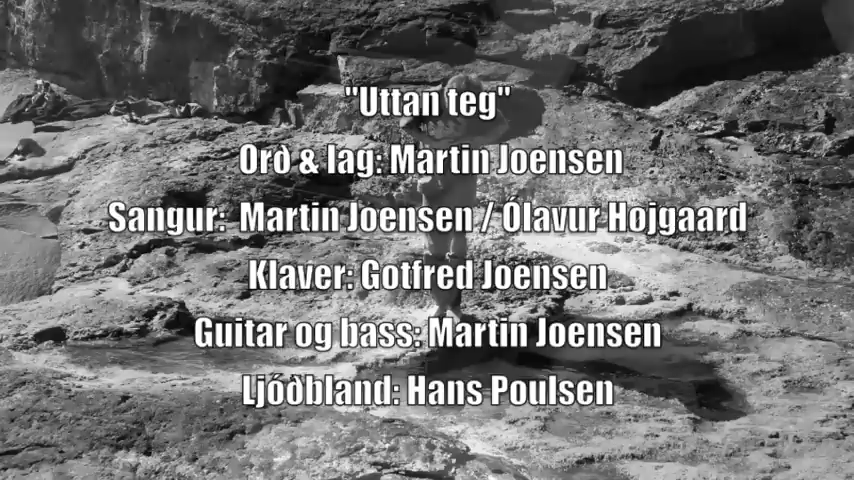 "Uttan teg"
Orð & lag: Martin Joensen
Sangur: Martin Joensen / Ólavur Højgaard
Klaver: Gotfred Joensen
Guitar og bass: Martin Joensen
Ljóðbland: Hans Poulsen